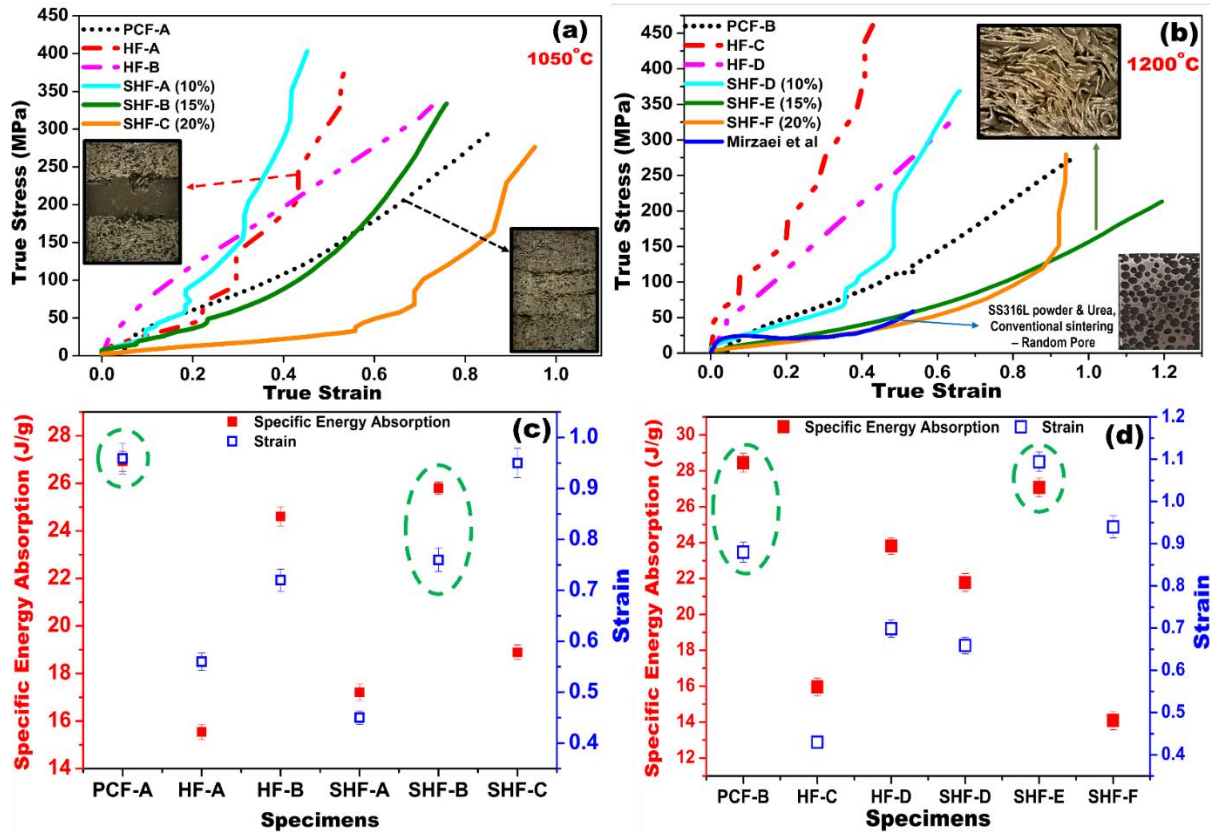 (a)
1050°C
PCF-A
HF-A
HF-B
SHF-A (10%)
SHF-B (15%)
SHF-C (20%)
True Stress (MPa)
450
400
350
300
250
200
150
100
50
0
0.0 0.2 0.4 0.6 0.8 1.0
True Strain
(b)
1200°C
PCF-B
HF-C
HF-D
SHF-D (10%)
SHF-E (15%)
SHF-F (20%)
Mirzaei et al
SS316L powder & Urea,
Conventional sintering
– Random Pore
True Stress (MPa)
450
400
350
300
250
200
150
100
50
0
0.0 0.2 0.4 0.6 0.8 1.0 1.2
True Strain
(c)
Specific Energy Absorption
Strain
Specific Energy Absorption (J/g)
28
26
24
22
20
18
16
14
1.0
0.9
0.8
0.7
0.6
0.5
0.4
Strain
PCF-A HF-A HF-B SHF-A SHF-B SHF-C
Specimens
(d)
Specific Energy Absorption Strain
Specific Energy Absorption (J/g)
30
28
26
24
22
20
18
16
14
12
11
1.2
1.1
1.0
0.9
0.8
0.7
0.6
0.5
0.4
Strain
PCF-B HF-C HF-D SHF-D SHF-E SHF-F
Specimens